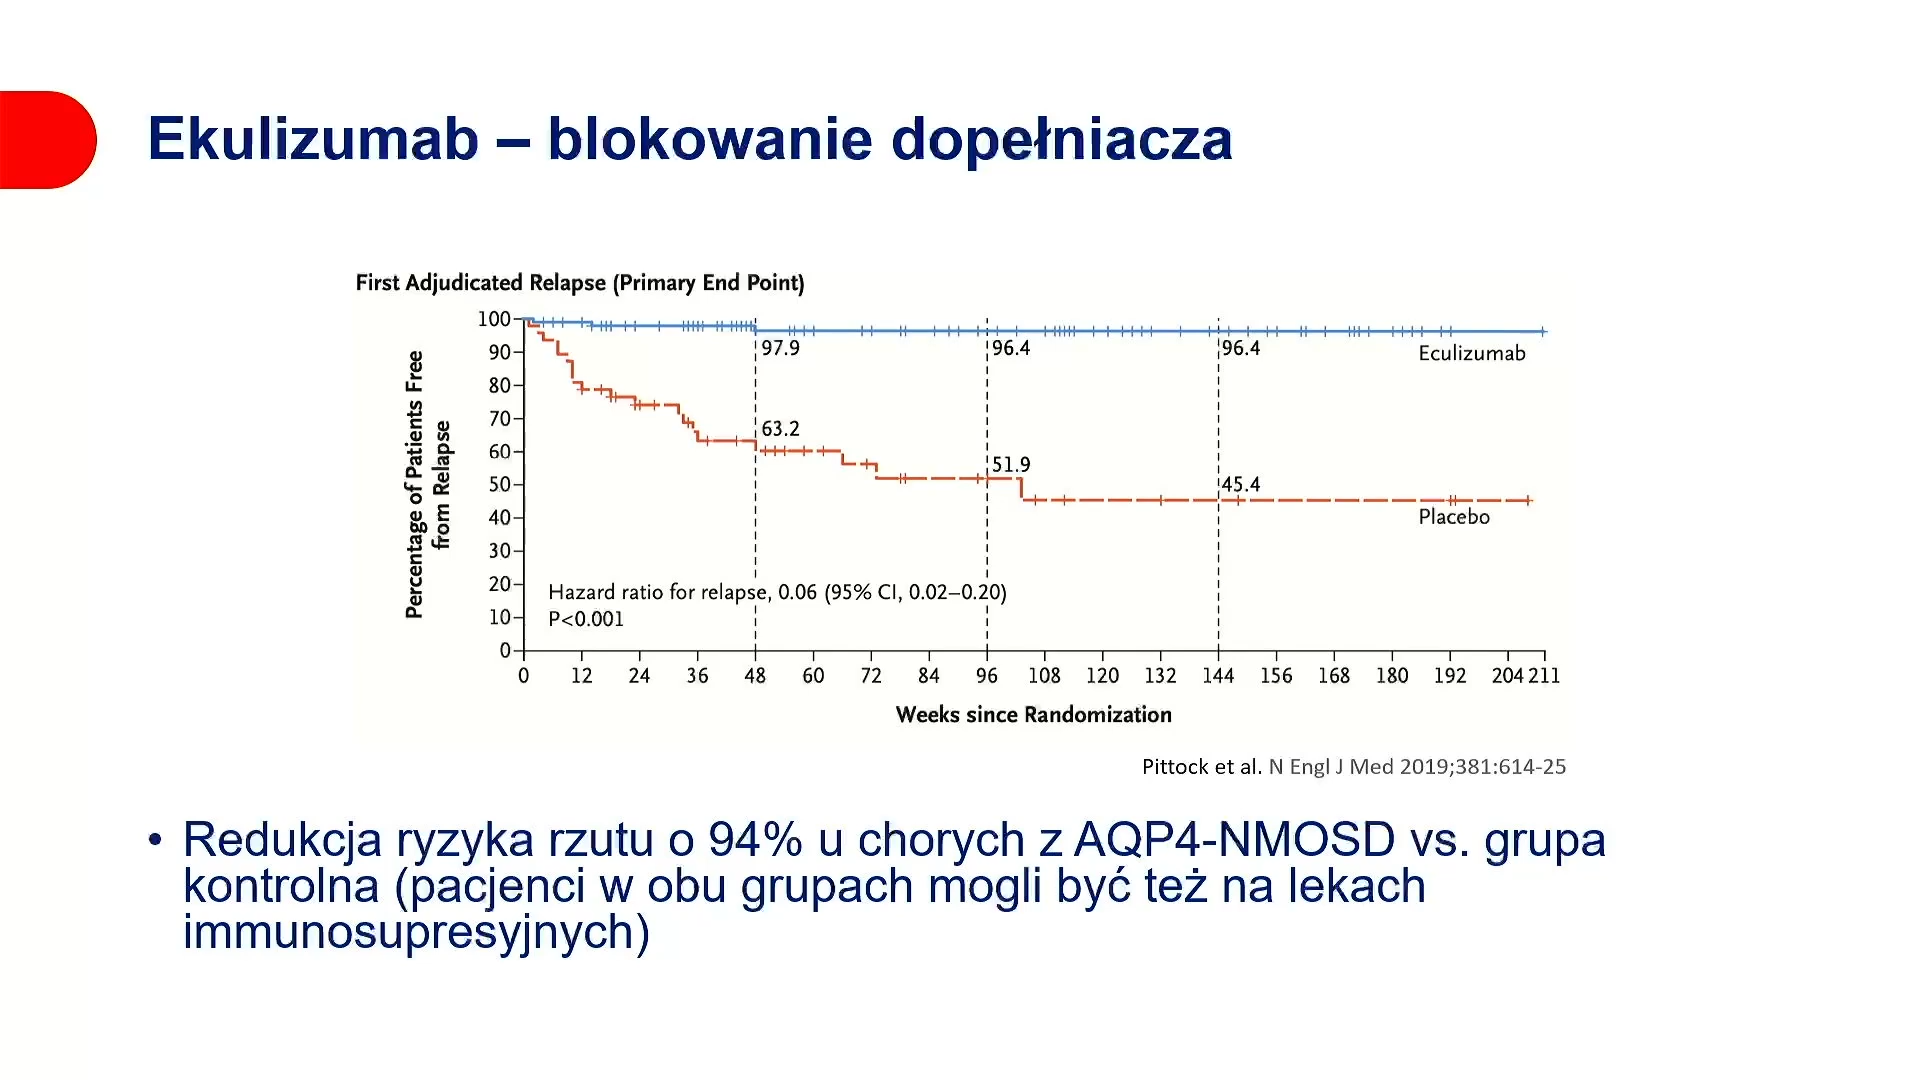 Ekulizumab – blokowanie dopełniacza
First Adjudicated Relapse (Primary End Point)
Percentage of Patients Free
from Relapse
100
90
80
70
60
50
40
30
20
10
0
97.9
96.4
96.4
Eculizumab
63.2
51.9
45.4
Placebo
Hazard ratio for relapse, 0.06 (95% CI, 0.02–0.20)
P<0.001
0 12 24 36 48 60 72 84 96 108 120 132 144 156 168 180 192 204 211
Weeks since Randomization
Pittock et al. N Engl J Med 2019;381:614-25
• Redukcja ryzyka rzutu o 94% u chorych z AQP4-NMOSD vs. grupa
kontrolna (pacjenci w obu grupach mogli być też na lekach
immunosupresyjnych)